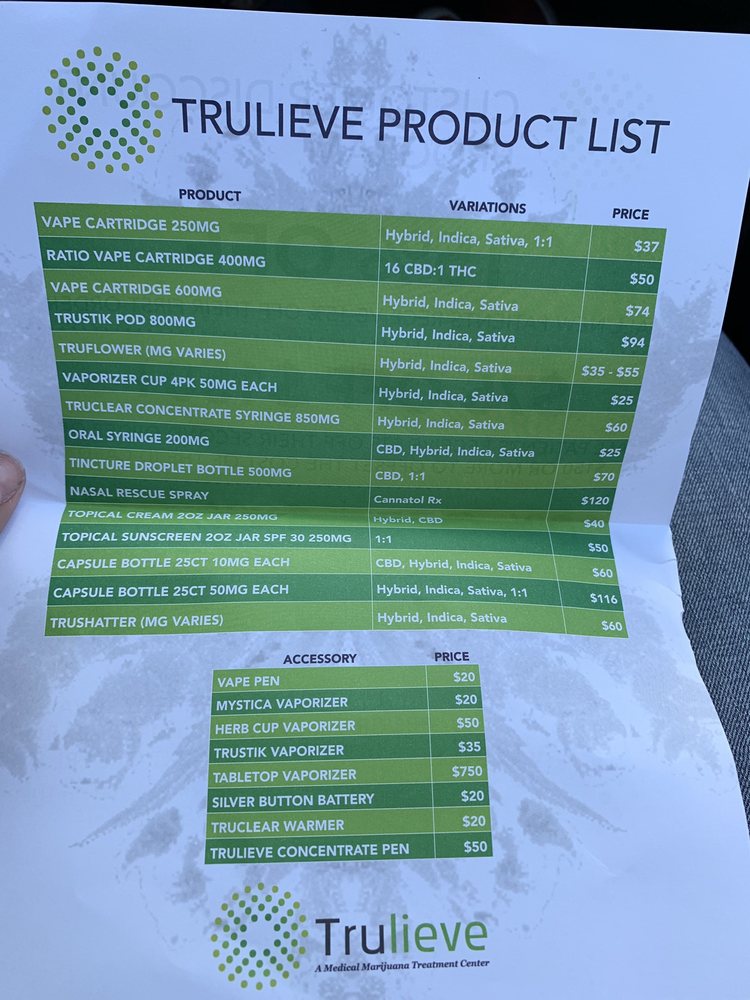 TRULIEVE PRODUCT LIST
PRODUCT VARIATIONS PRICE
VAPE CARTRIDGE 250MG Hybrid, Indica, Sativa, 1:1 $37
RATIO VAPE CARTRIDGE 400MG 16 CBD:1 THC $50
VAPE CARTRIDGE 600MG Hybrid, Indica, Sativa $74
TRUSTIK POD 800MG Hybrid, Indica, Sativa $94
TRUFLOWER (MG VARIES) Hybrid, Indica, Sativa $35 - $55
VAPORIZER CUP 4PK 50MG EACH Hybrid, Indica, Sativa $25
TRUCLEAR CONCENTRATE SYRINGE 850MG Hybrid, Indica, Sativa $60
ORAL SYRINGE 200MG CBD, Hybrid, Indica, Sativa $25
TINCTURE DROPLET BOTTLE 500MG CBD, 1:1 $70
NASAL RESCUE SPRAY Cannatol Rx $120
TOPICAL CREAM 2OZ JAR 250MG Hybrid, CBD $40
TOPICAL SUNSCREEN 2OZ JAR SPF 30 250MG 1:1 $50
CAPSULE BOTTLE 25CT 10MG EACH CBD, Hybrid, Indica, Sativa $60
CAPSULE BOTTLE 25CT 50MG EACH Hybrid, Indica, Sativa, 1:1 $116
TRUSHATTER (MG VARIES) Hybrid, Indica, Sativa $60
ACCESSORY PRICE
VAPE PEN $20
MYSTICA VAPORIZER $20
HERB CUP VAPORIZER $50
TRUSTIK VAPORIZER $35
TABLETOP VAPORIZER $750
SILVER BUTTON BATTERY $20
TRUCLEAR WARMER $20
TRULIEVE CONCENTRATE PEN $50
Trulieve
A Medical Marijuana Treatment Center